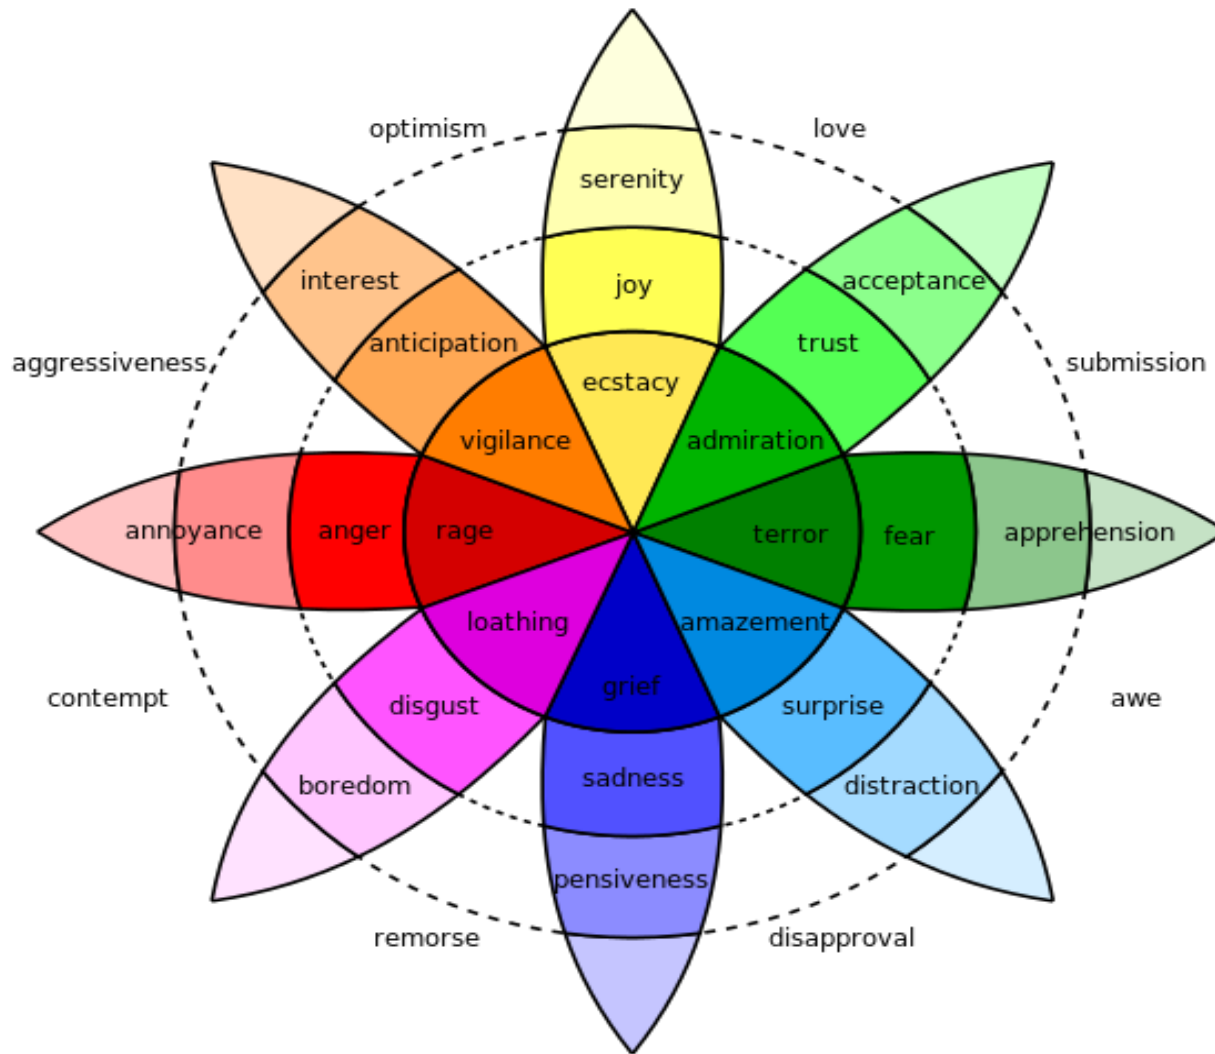 optimism
love
serenity
interest
acceptance
joy
anticipation
trust
aggressiveness
submission
ecstacy
vigilance
admiration
annoyance
anger
rage
terror
fear
apprehension
loathing
amazement
grief
contempt
awe
disgust
surprise
sadness
boredom
distraction
pensiveness
remorse
disapproval